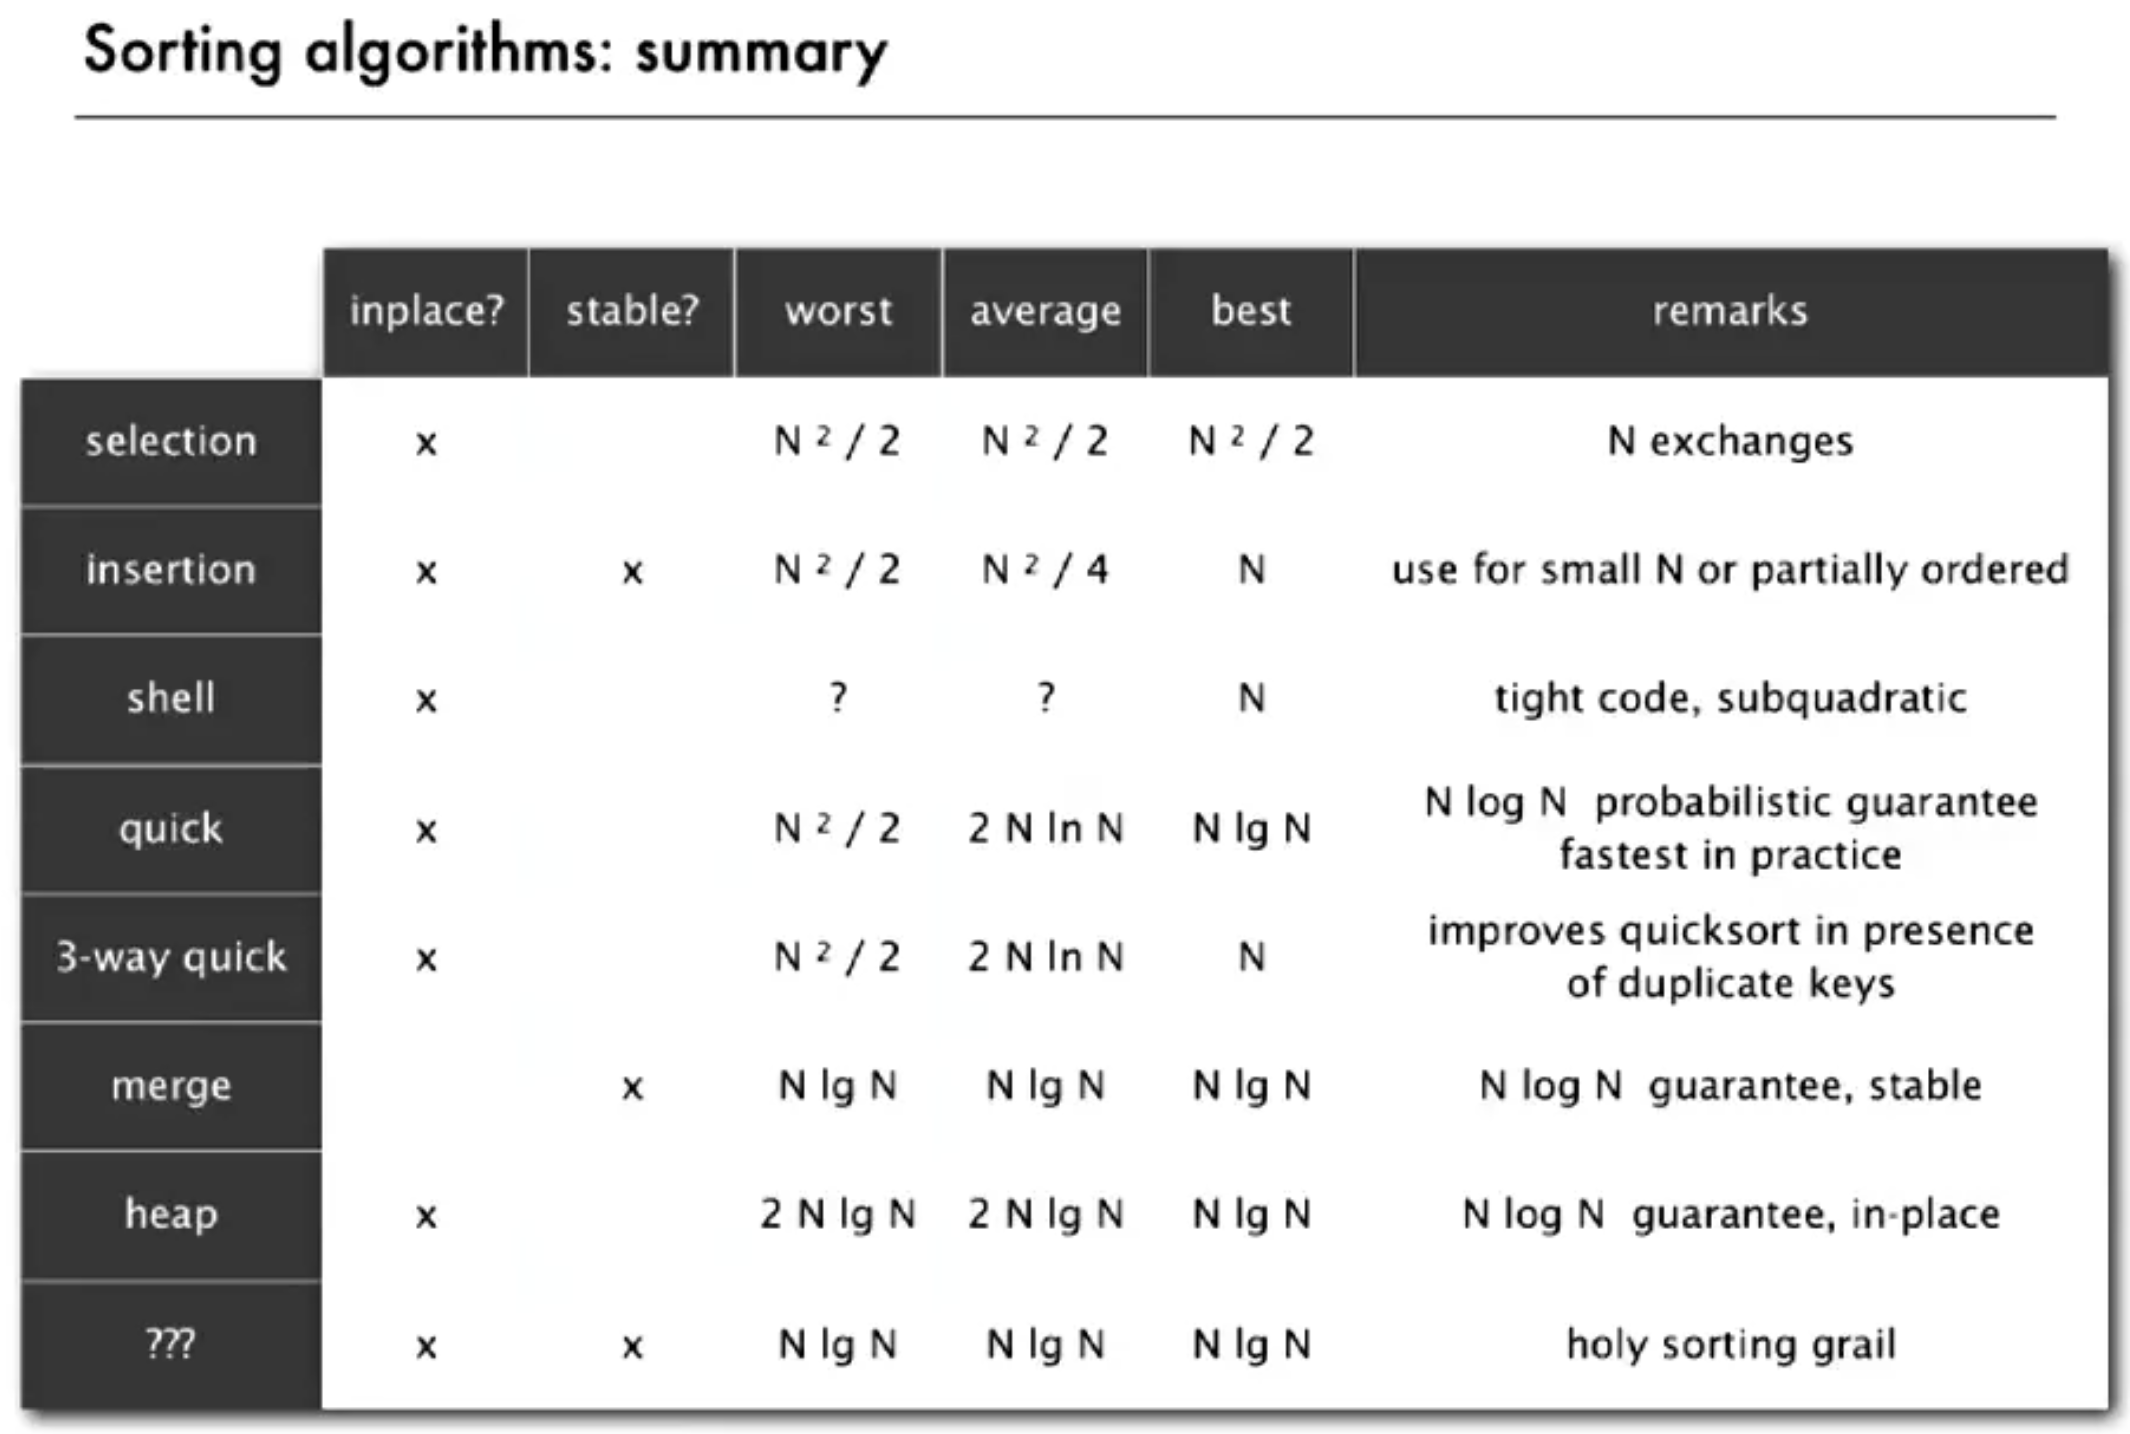 Sorting algorithms: summary
inplace? stable? worst average best remarks
selection x N ² / 2 N ² / 2 N ² / 2 N exchanges
insertion x x N ² / 2 N ² / 4 N use for small N or partially ordered
shell x ? ? N tight code, subquadratic
quick x N ² / 2 2 N ln N N lg N N log N probabilistic guarantee
fastest in practice
3-way quick x N ² / 2 2 N ln N N improves quicksort in presence
of duplicate keys
merge x N lg N N lg N N lg N N log N guarantee, stable
heap x 2 N lg N 2 N lg N N lg N N log N guarantee, in-place
??? x x N lg N N lg N N lg N holy sorting grail